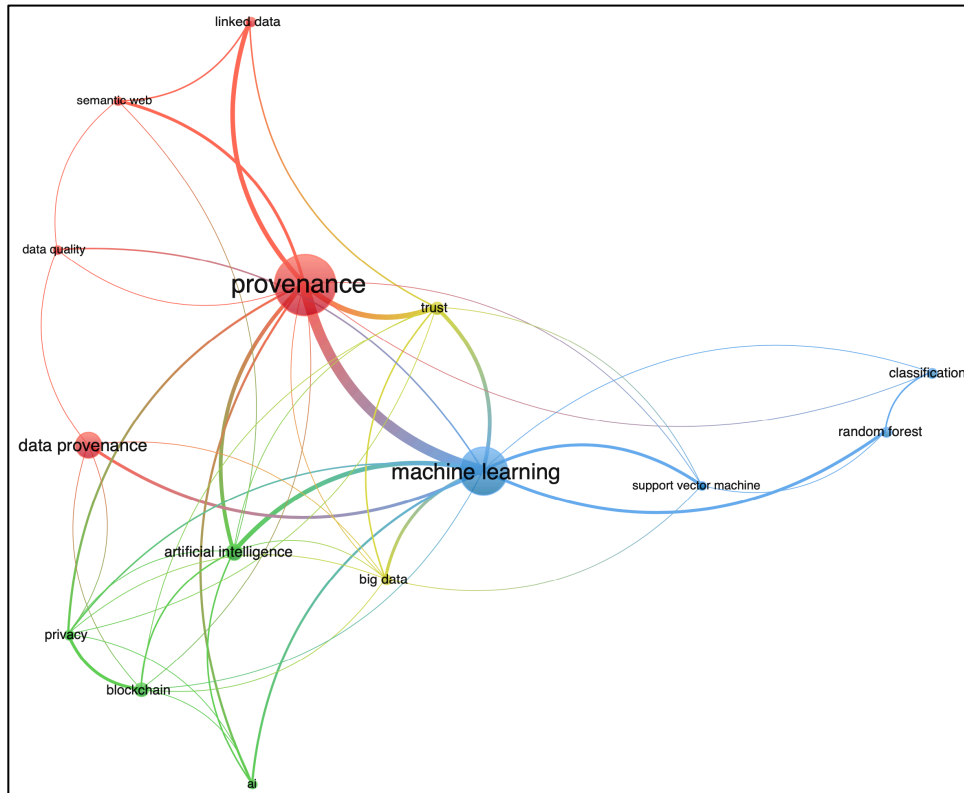 linked data
semantic web
data quality
provenance
trust
classification
random forest
data provenance
machine learning
support vector machine
artificial intelligence
big data
privacy
blockchain
ai